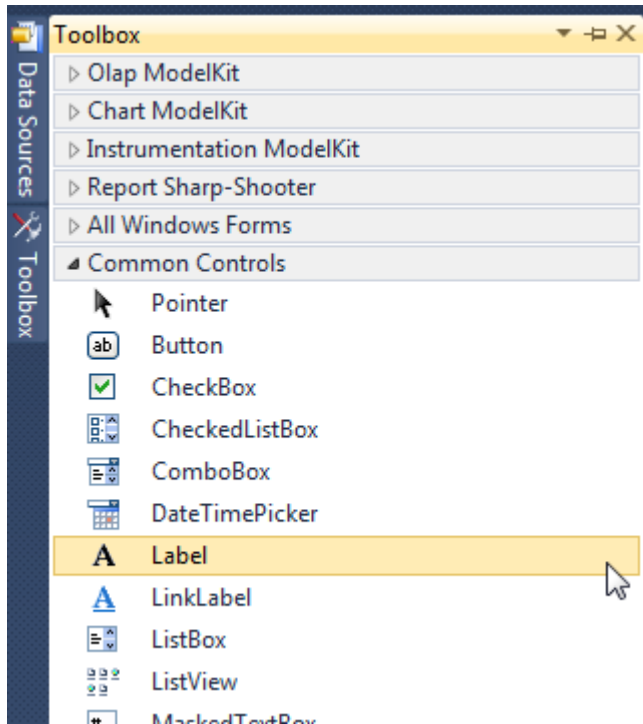 Toolbox
Data Sources
Toolbox
Olap ModelKit
Chart ModelKit
Instrumentation ModelKit
Report Sharp-Shooter
All Windows Forms
Common Controls
Pointer
ab Button
CheckBox
CheckedListBox
ComboBox
DateTimePicker
A Label
A LinkLabel
ListBox
ListView
#_ MaskedTextBox